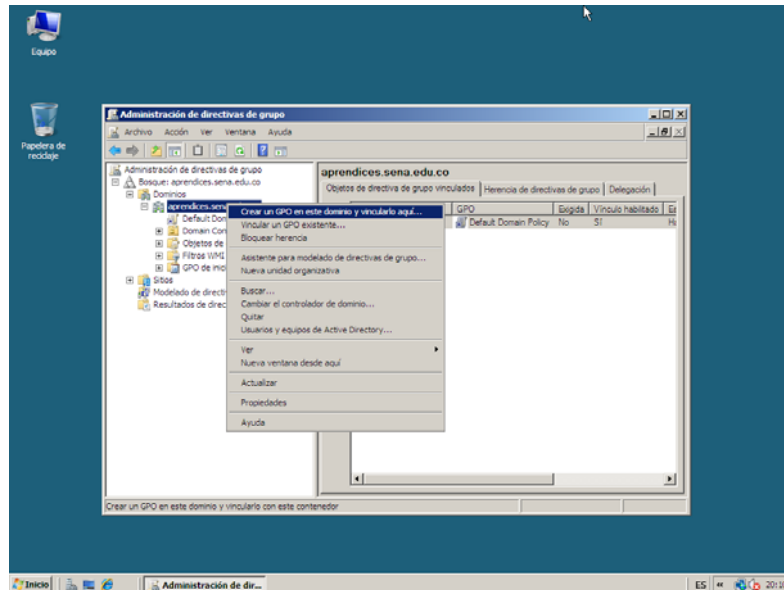 Equipo
Papelera de
reciclaje
Administración de directivas de grupo
Archivo Acción Ver Ventana Ayuda
Administración de directivas de grupo
Bosque: aprendices.sena.edu.co
Dominios
aprendices.sen
Default Don
Domain Con
Objetos de
Filtros WMI
GPO de inic
Sitios
Modelado de directi
Resultados de direc
aprendices.sena.edu.co
Objetos de directiva de grupo vinculados Herencia de directivas de grupo Delegación
GPO Exigida Vínculo habilitado
Default Domain Policy No Sí
Crear un GPO en este dominio y vincularlo aquí...
Vincular un GPO existente...
Bloquear herencia
Asistente para modelado de directivas de grupo...
Nueva unidad organizativa
Buscar...
Cambiar el controlador de dominio...
Quitar
Usuarios y equipos de Active Directory...
Ver
Nueva ventana desde aquí
Actualizar
Propiedades
Ayuda
Crear un GPO en este dominio y vincularlo con este contenedor
Inicio Administración de dir... ES